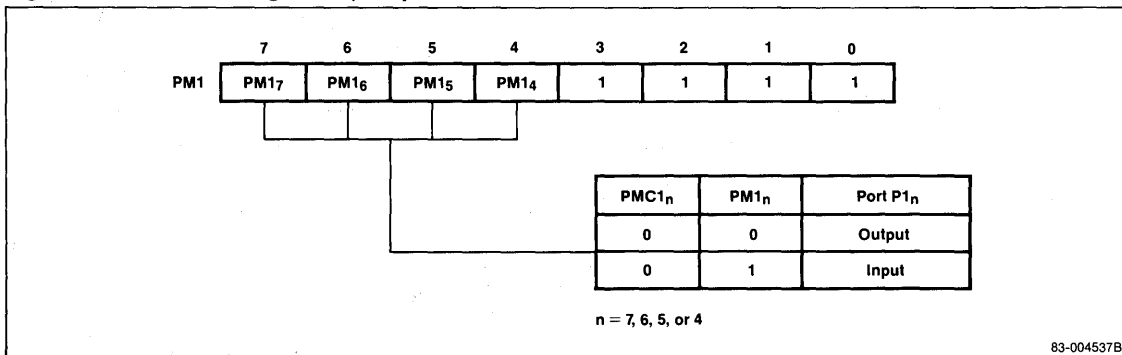 7 6 5 4 3 2 1 0
PM1 PM1₇ PM1₆ PM1₅ PM1₄ 1 1 1 1
PMC1ₙ PM1ₙ Port P1ₙ
0 0 Output
0 1 Input
n = 7, 6, 5, or 4
83-004537B